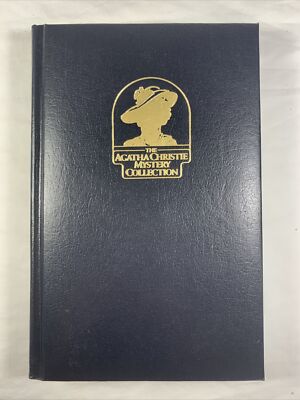 THE
AGATHA CHRISTIE
MYSTERY
COLLECTION